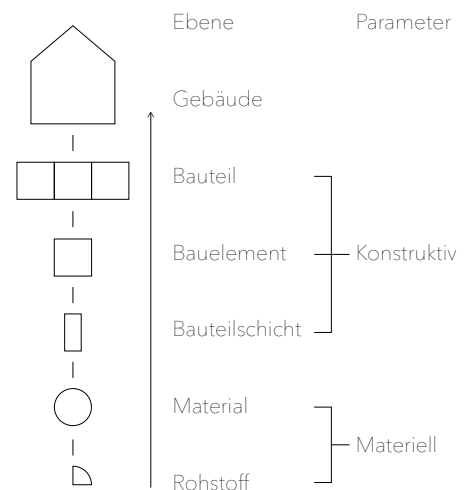 Ebene Parameter
Gebäude
Bauteil
Bauelement Konstruktiv
Bauteilschicht
Material
Materiell
Rohstoff